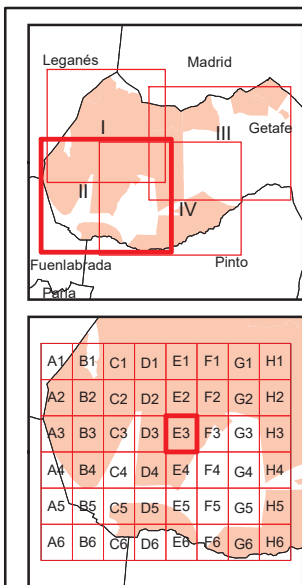 Leganés Madrid
I
III
Getafe
II
IV
Fuenlabrada Pinto
Parla
A1 B1 C1 D1 E1 F1 G1 H1
A2 B2 C2 D2 E2 F2 G2 H2
A3 B3 C3 D3 E3 F3 G3 H3
A4 B4 C4 D4 E4 F4 G4 H4
A5 B5 C5 D5 E5 F5 G5 H5
A6 B6 C6 D6 E6 F6 G6 H6